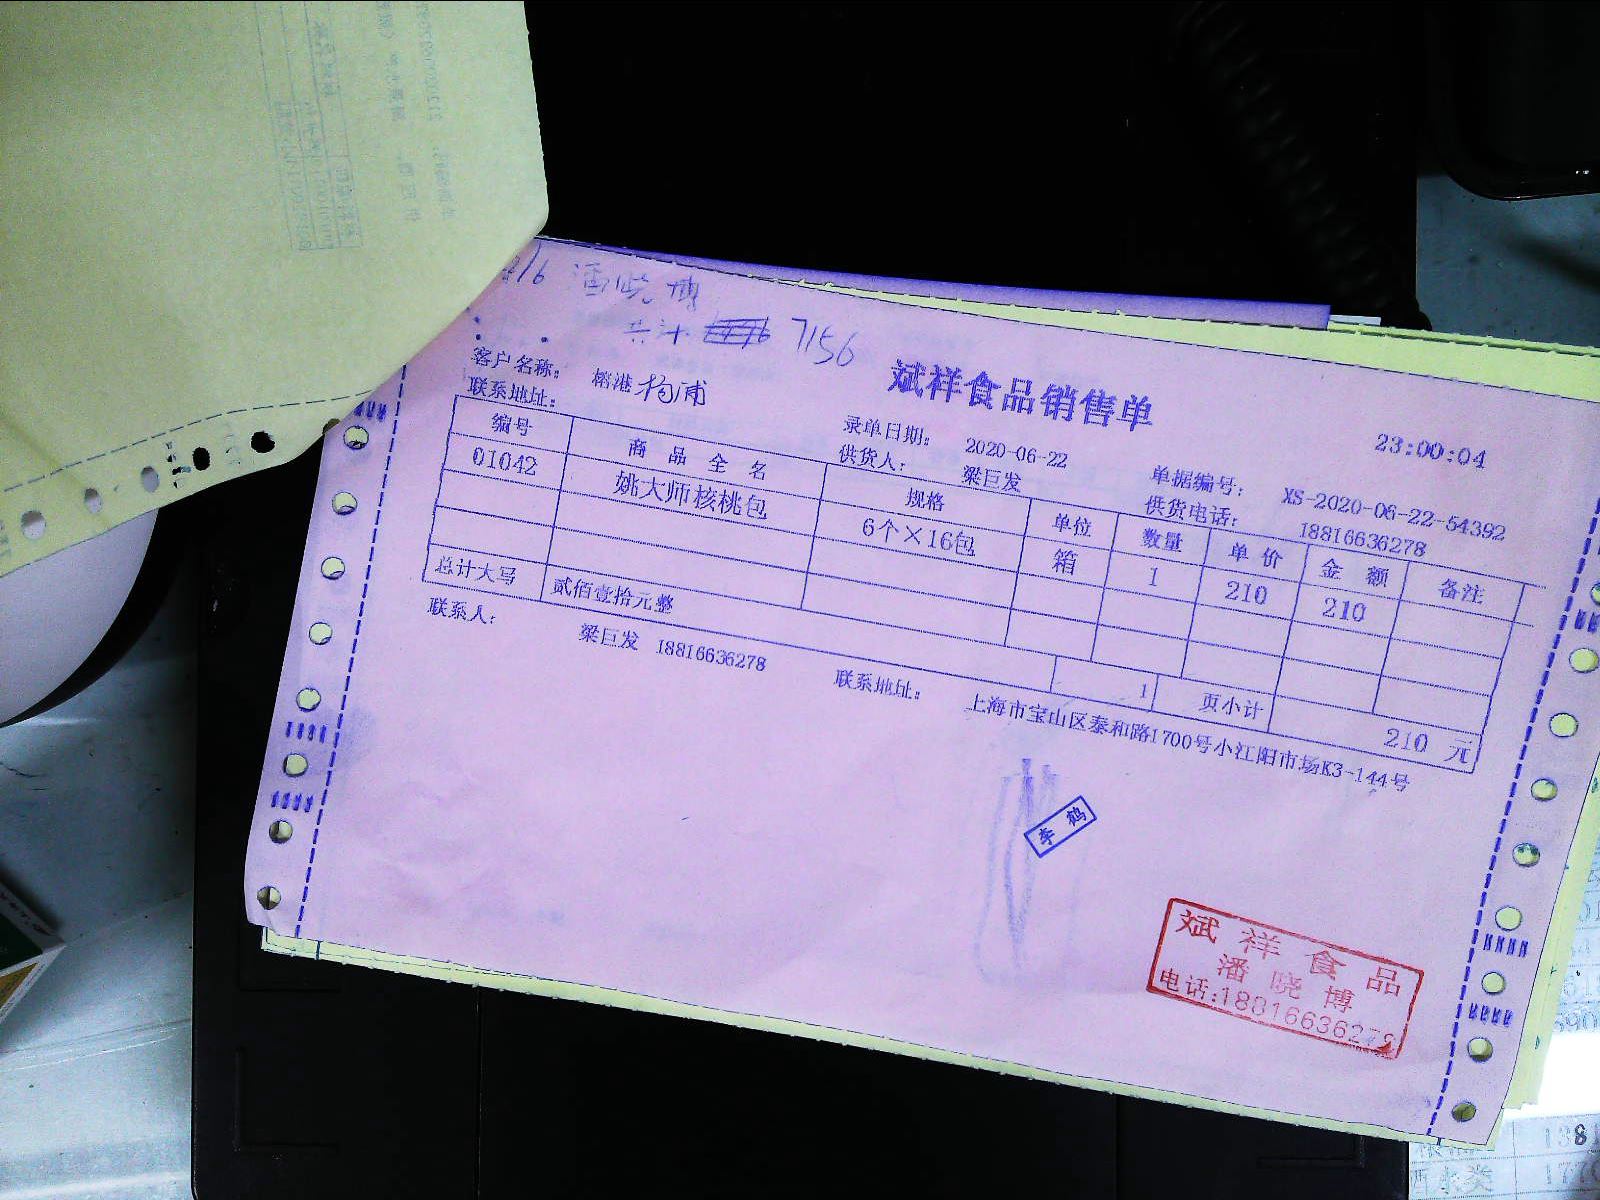 潘晓博
共计 7156
斌祥食品销售单
23:00:04
客户名称: 榕港杨浦
录单日期: 2020-06-22
单据编号: XS-2020-06-22-54392
联系地址:
供货人: 梁巨发
供货电话: 18816636278
编号 商品全名 规格 单位 数量 单价 金额 备注
01042 姚大师核桃包 6个×16包 箱 1 210 210
总计大写 贰佰壹拾元整 1 页小计 210 元
联系人: 梁巨发 18816636278 联系地址: 上海市宝山区泰和路1700号小江阳市场K3-144号
李鹤
斌祥食品
潘晓博
电话:18816636278